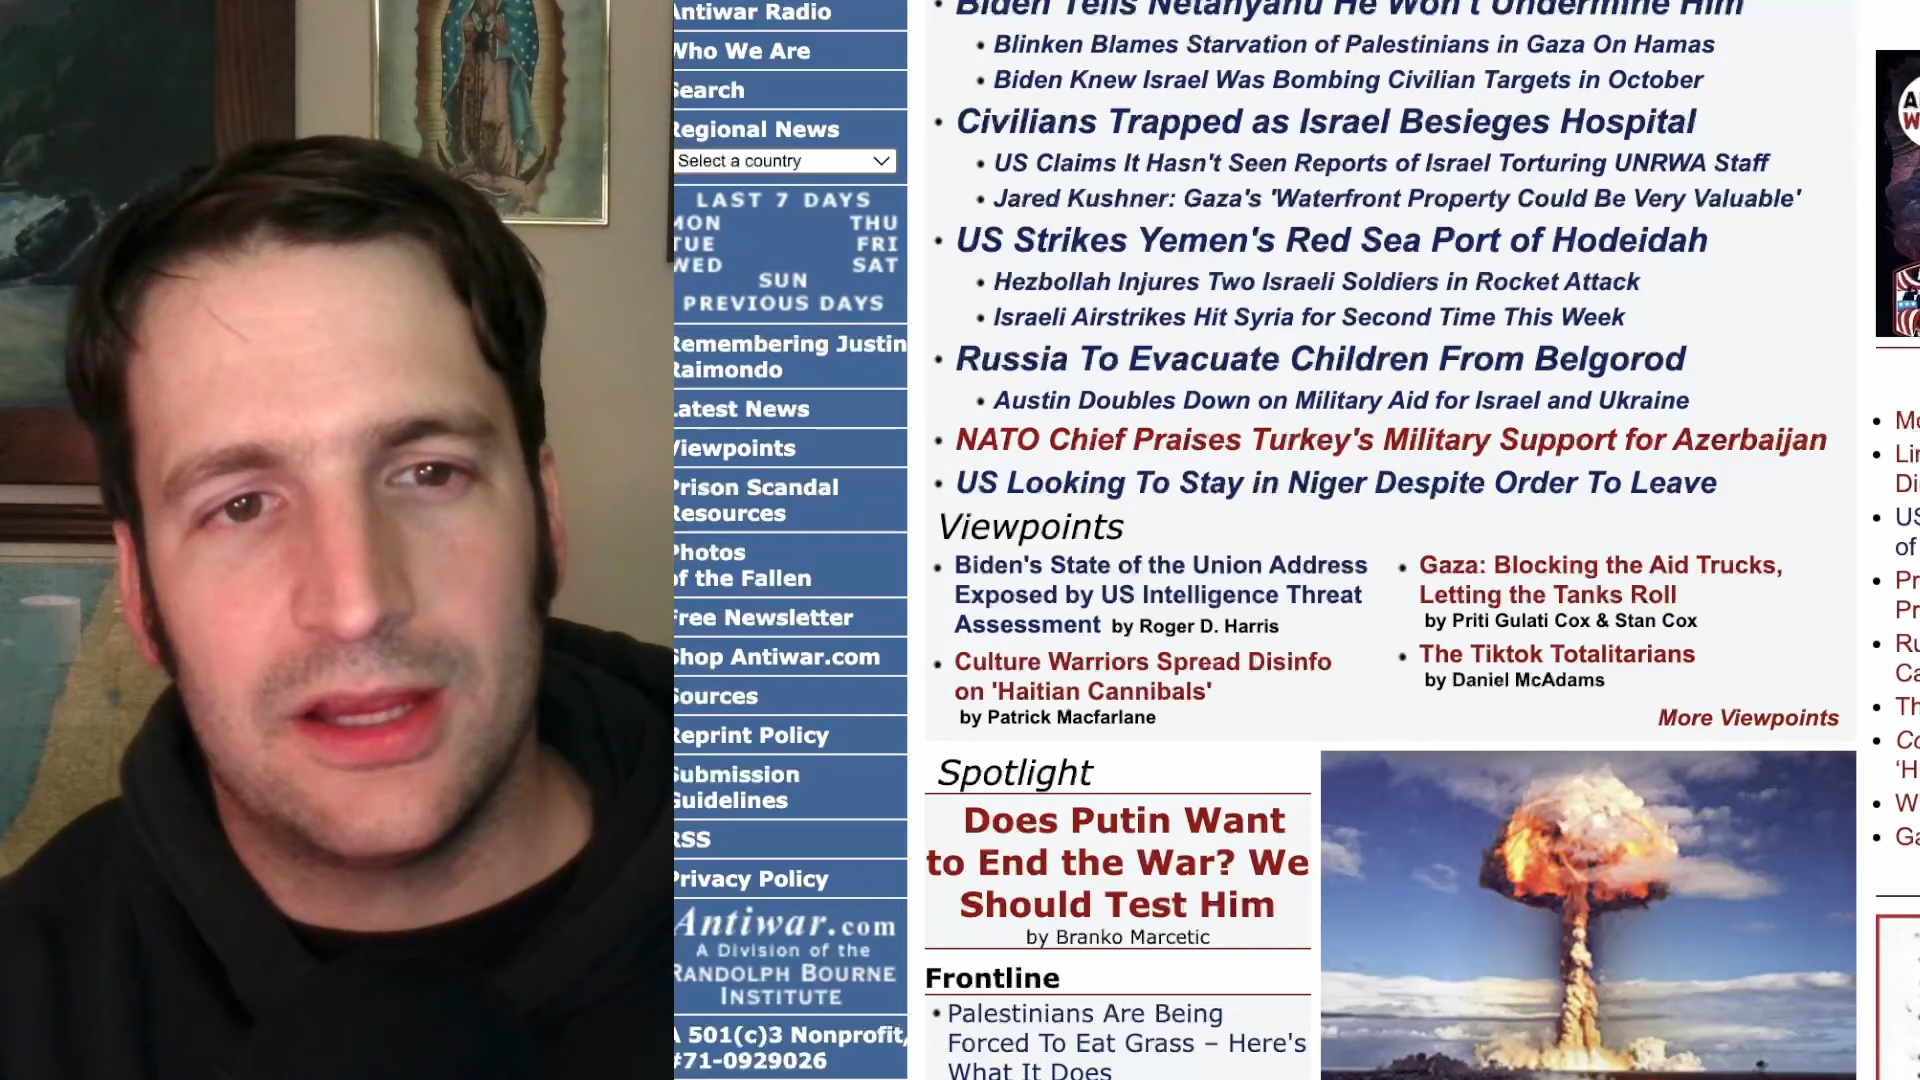 Antiwar Radio
Who We Are
Search
Regional News
Select a country
LAST 7 DAYS
MON THU
TUE FRI
WED SAT
SUN
PREVIOUS DAYS
Remembering Justin
Raimondo
Latest News
Viewpoints
Prison Scandal
Resources
Photos
of the Fallen
Free Newsletter
Shop Antiwar.com
Sources
Reprint Policy
Submission
Guidelines
RSS
Privacy Policy
Antiwar.com
A Division of the
RANDOLPH BOURNE
INSTITUTE
A 501(c)3 Nonprofit,
#71-0929026
• Biden Tells Netanyahu He Won't Undermine Him
• Blinken Blames Starvation of Palestinians in Gaza On Hamas
• Biden Knew Israel Was Bombing Civilian Targets in October
• Civilians Trapped as Israel Besieges Hospital
• US Claims It Hasn't Seen Reports of Israel Torturing UNRWA Staff
• Jared Kushner: Gaza's 'Waterfront Property Could Be Very Valuable'
• US Strikes Yemen's Red Sea Port of Hodeidah
• Hezbollah Injures Two Israeli Soldiers in Rocket Attack
• Israeli Airstrikes Hit Syria for Second Time This Week
• Russia To Evacuate Children From Belgorod
• Austin Doubles Down on Military Aid for Israel and Ukraine
• NATO Chief Praises Turkey's Military Support for Azerbaijan
• US Looking To Stay in Niger Despite Order To Leave
Viewpoints
• Biden's State of the Union Address
Exposed by US Intelligence Threat
Assessment by Roger D. Harris
• Culture Warriors Spread Disinfo
on 'Haitian Cannibals'
by Patrick Macfarlane
• Gaza: Blocking the Aid Trucks,
Letting the Tanks Roll
by Priti Gulati Cox & Stan Cox
• The Tiktok Totalitarians
by Daniel McAdams
More Viewpoints
Spotlight
Does Putin Want
to End the War? We
Should Test Him
by Branko Marcetic
Frontline
• Palestinians Are Being
Forced To Eat Grass – Here's
What It Does